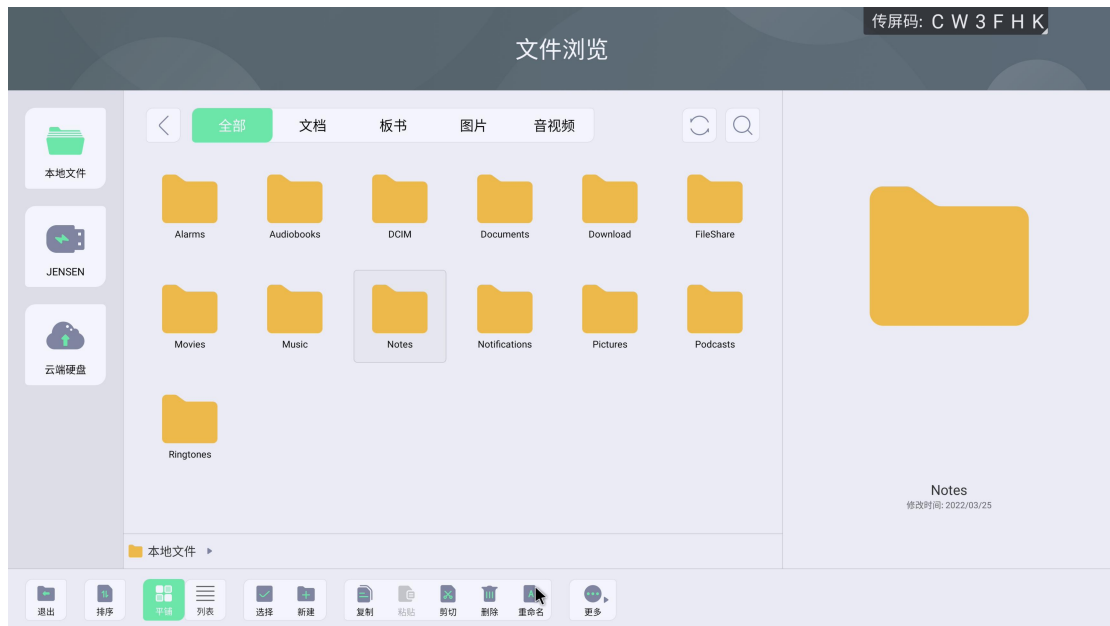 传屏码: C W 3 F H K
文件浏览
全部 文档 板书 图片 音视频
本地文件
JENSEN
云端硬盘
Alarms Audiobooks DCIM Documents Download FileShare
Movies Music Notes Notifications Pictures Podcasts
Ringtones
Notes
修改时间: 2022/03/25
本地文件
退出 排序 平铺 列表 选择 新建 复制 粘贴 剪切 删除 重命名 更多